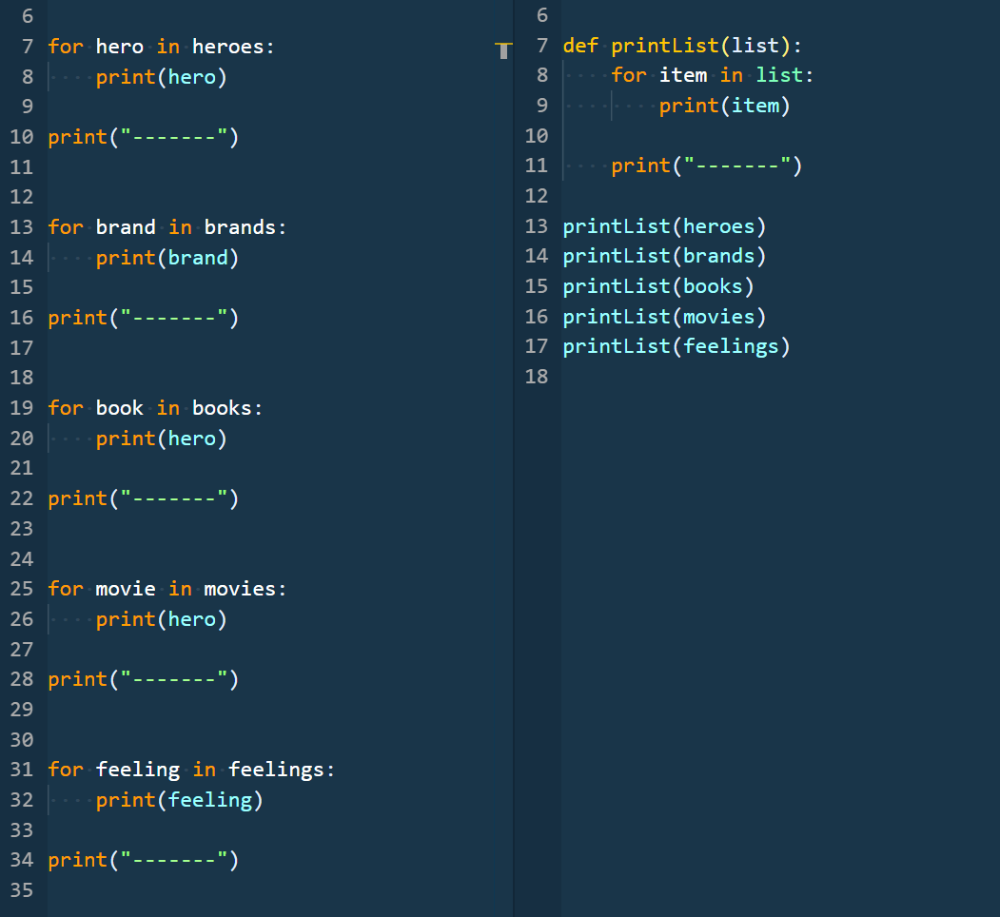 6
7 for hero in heroes:
8     print(hero)
9
10 print("-------")
11
12
13 for brand in brands:
14     print(brand)
15
16 print("-------")
17
18
19 for book in books:
20     print(hero)
21
22 print("-------")
23
24
25 for movie in movies:
26     print(hero)
27
28 print("-------")
29
30
31 for feeling in feelings:
32     print(feeling)
33
34 print("-------")
35
6
7 def printList(list):
8     for item in list:
9         print(item)
10
11     print("-------")
12
13 printList(heroes)
14 printList(brands)
15 printList(books)
16 printList(movies)
17 printList(feelings)
18